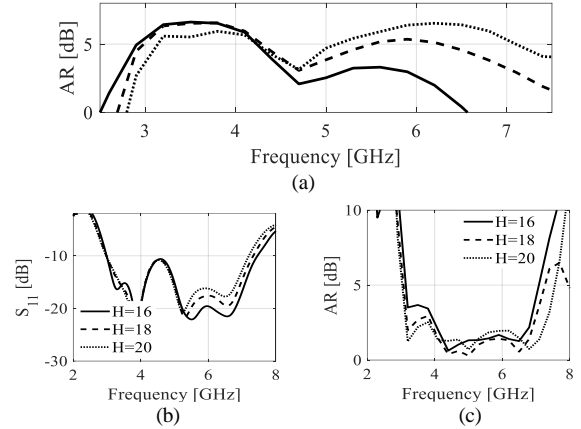 AR [dB]
5
0
3 4 5 6 7
Frequency [GHz]
(a)
S11 [dB]
-10
-20
-30
H=16
H=18
H=20
2 4 6 8
Frequency [GHz]
(b)
AR [dB]
10
5
0
H=16
H=18
H=20
2 4 6 8
Frequency [GHz]
(c)